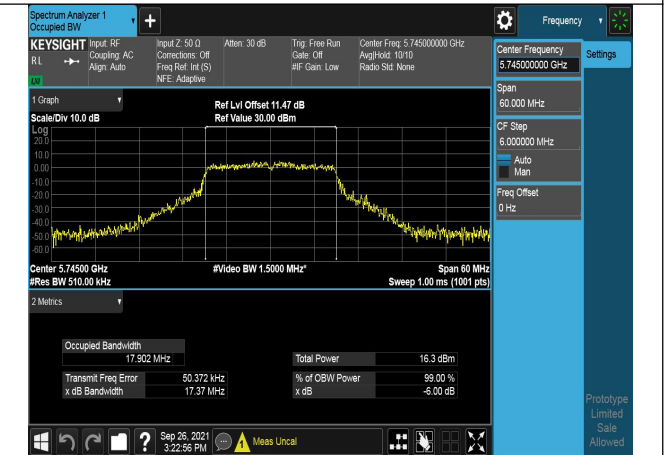 Spectrum Analyzer 1
Occupied BW
+
Frequency
KEYSIGHT
RL
Input: RF
Coupling: AC
Align: Auto
Input Z: 50 Ω
Corrections: Off
Freq Ref: Int (S)
NFE: Adaptive
Atten: 30 dB
Trig: Free Run
Gate: Off
#IF Gain: Low
Center Freq: 5.745000000 GHz
Avg|Hold: 10/10
Radio Std: None
LNI
Center Frequency
5.745000000 GHz
Settings
Span
60.000 MHz
CF Step
6.000000 MHz
Auto
Man
Freq Offset
0 Hz
1 Graph
Scale/Div 10.0 dB
Ref Lvl Offset 11.47 dB
Ref Value 30.00 dBm
Log
20.0
10.0
0.00
-10.0
-20.0
-30.0
-40.0
-50.0
-60.0
Center 5.74500 GHz
#Video BW 1.5000 MHz*
Span 60 MHz
#Res BW 510.00 kHz
Sweep 1.00 ms (1001 pts)
2 Metrics
Occupied Bandwidth
17.902 MHz
Total Power 16.3 dBm
Transmit Freq Error 50.372 kHz
% of OBW Power 99.00 %
x dB Bandwidth 17.37 MHz
x dB -6.00 dB
Prototype
Limited
Sale
Allowed
?
Sep 26, 2021
3:22:56 PM
Meas Uncal